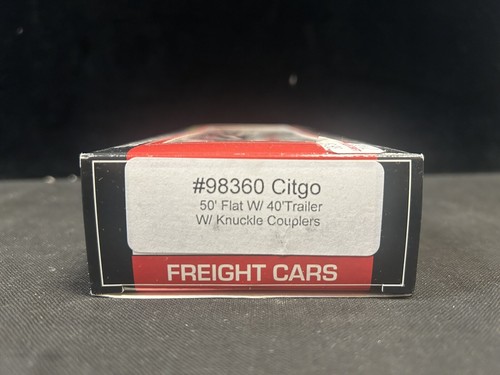 #98360 Citgo
50' Flat W/ 40'Trailer
W/ Knuckle Couplers
FREIGHT CARS